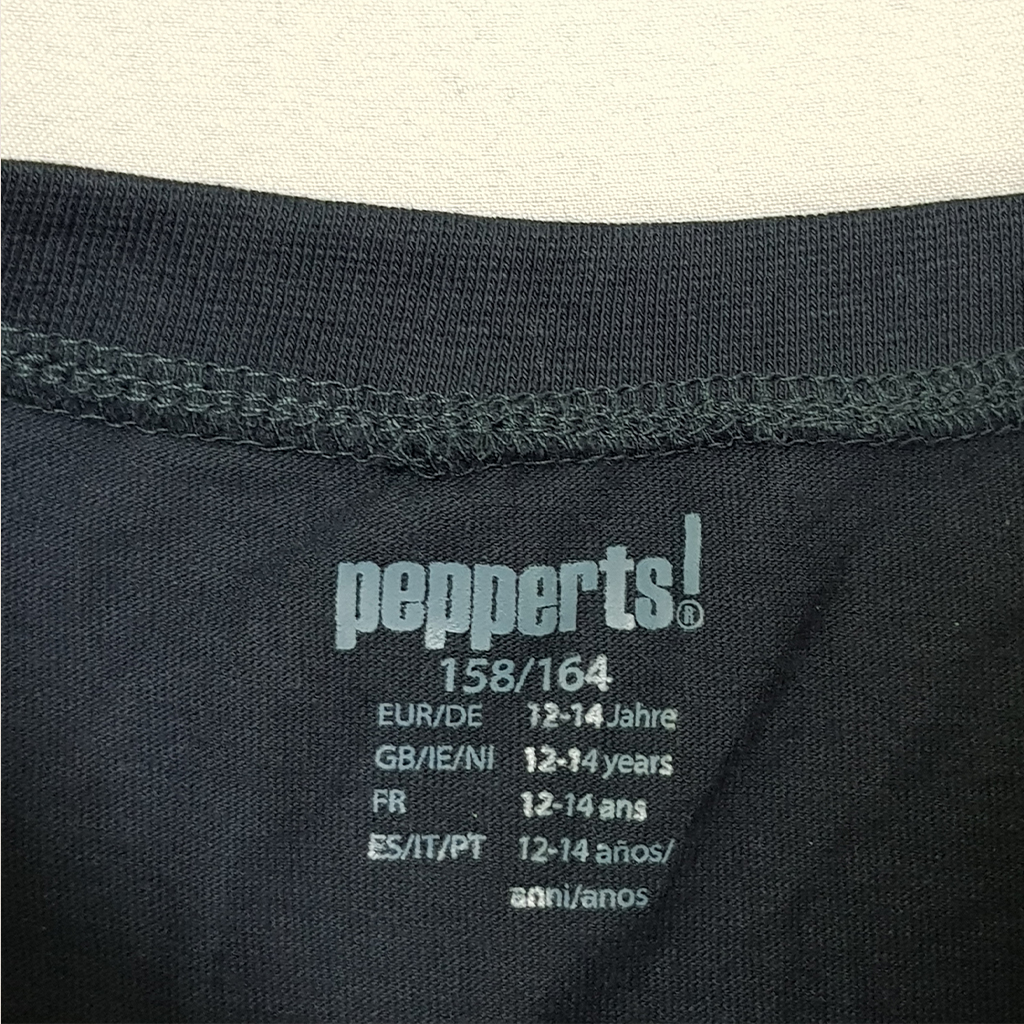 pepperts!®
158/164
EUR/DE 12-14 Jahre
GB/IE/NI 12-14 years
FR 12-14 ans
ES/IT/PT 12-14 años/
anni/anos